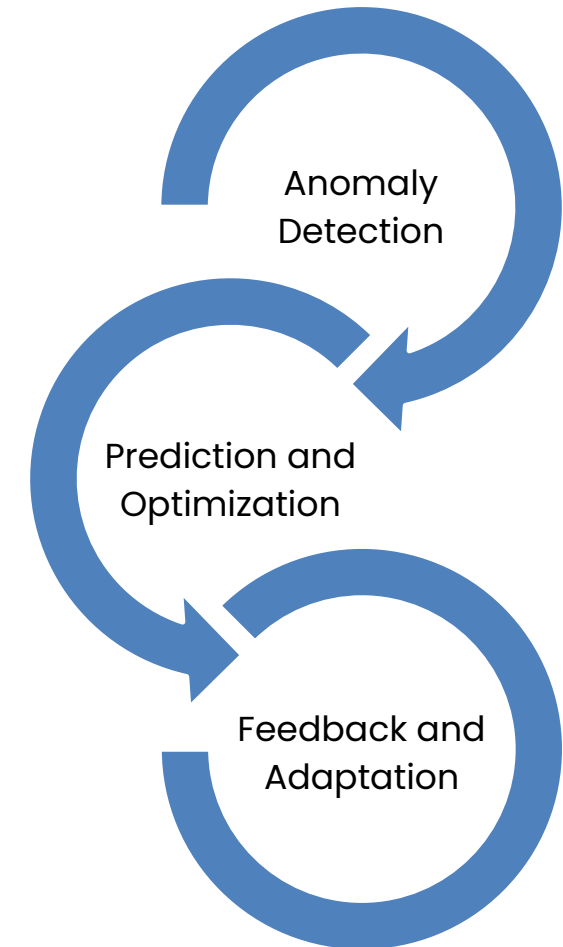 Anomaly
Detection
Prediction and
Optimization
Feedback and
Adaptation